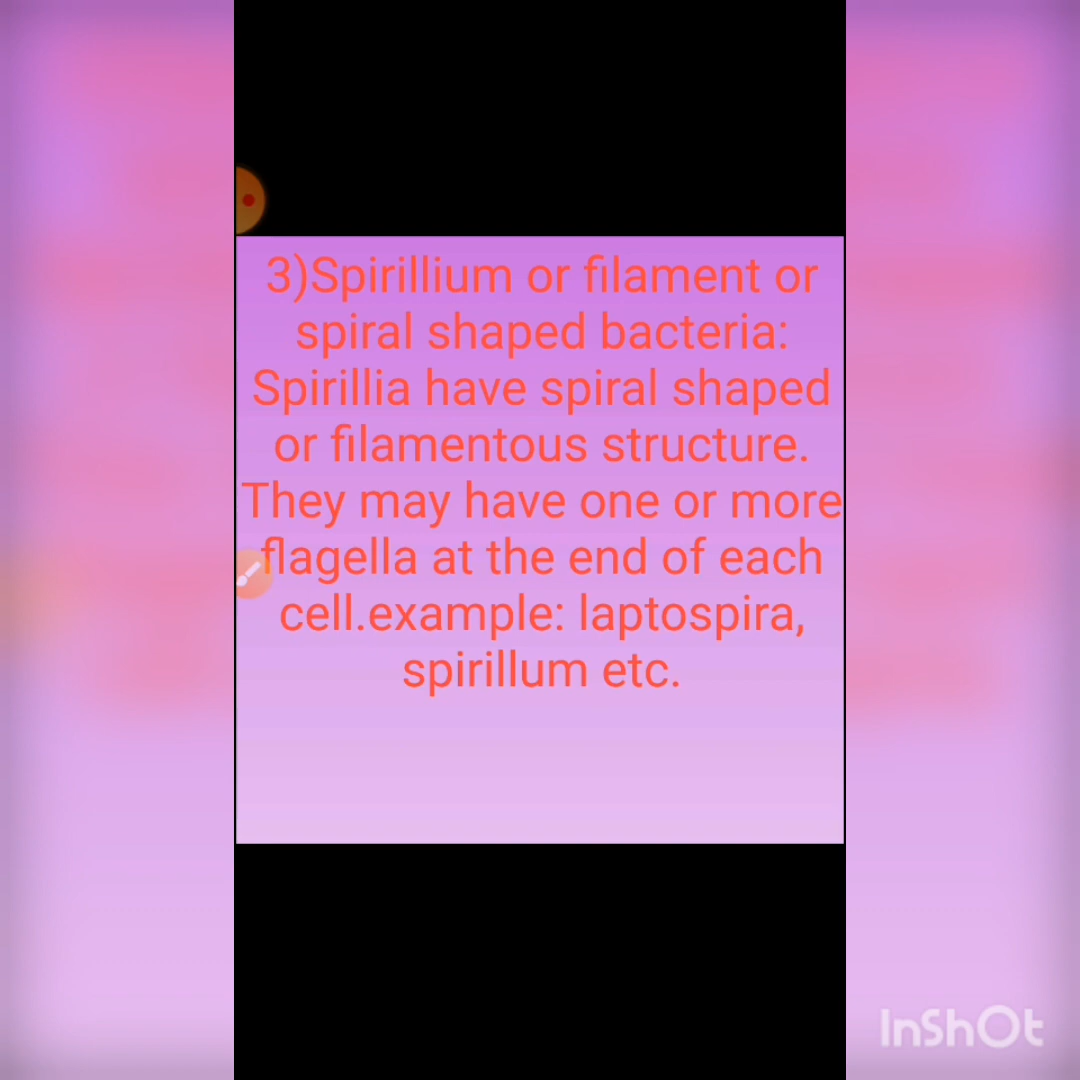 3)Spirillium or filament or
spiral shaped bacteria:
Spirillia have spiral shaped
or filamentous structure.
They may have one or more
flagella at the end of each
cell.example: laptospira,
spirillum etc.
InShOt